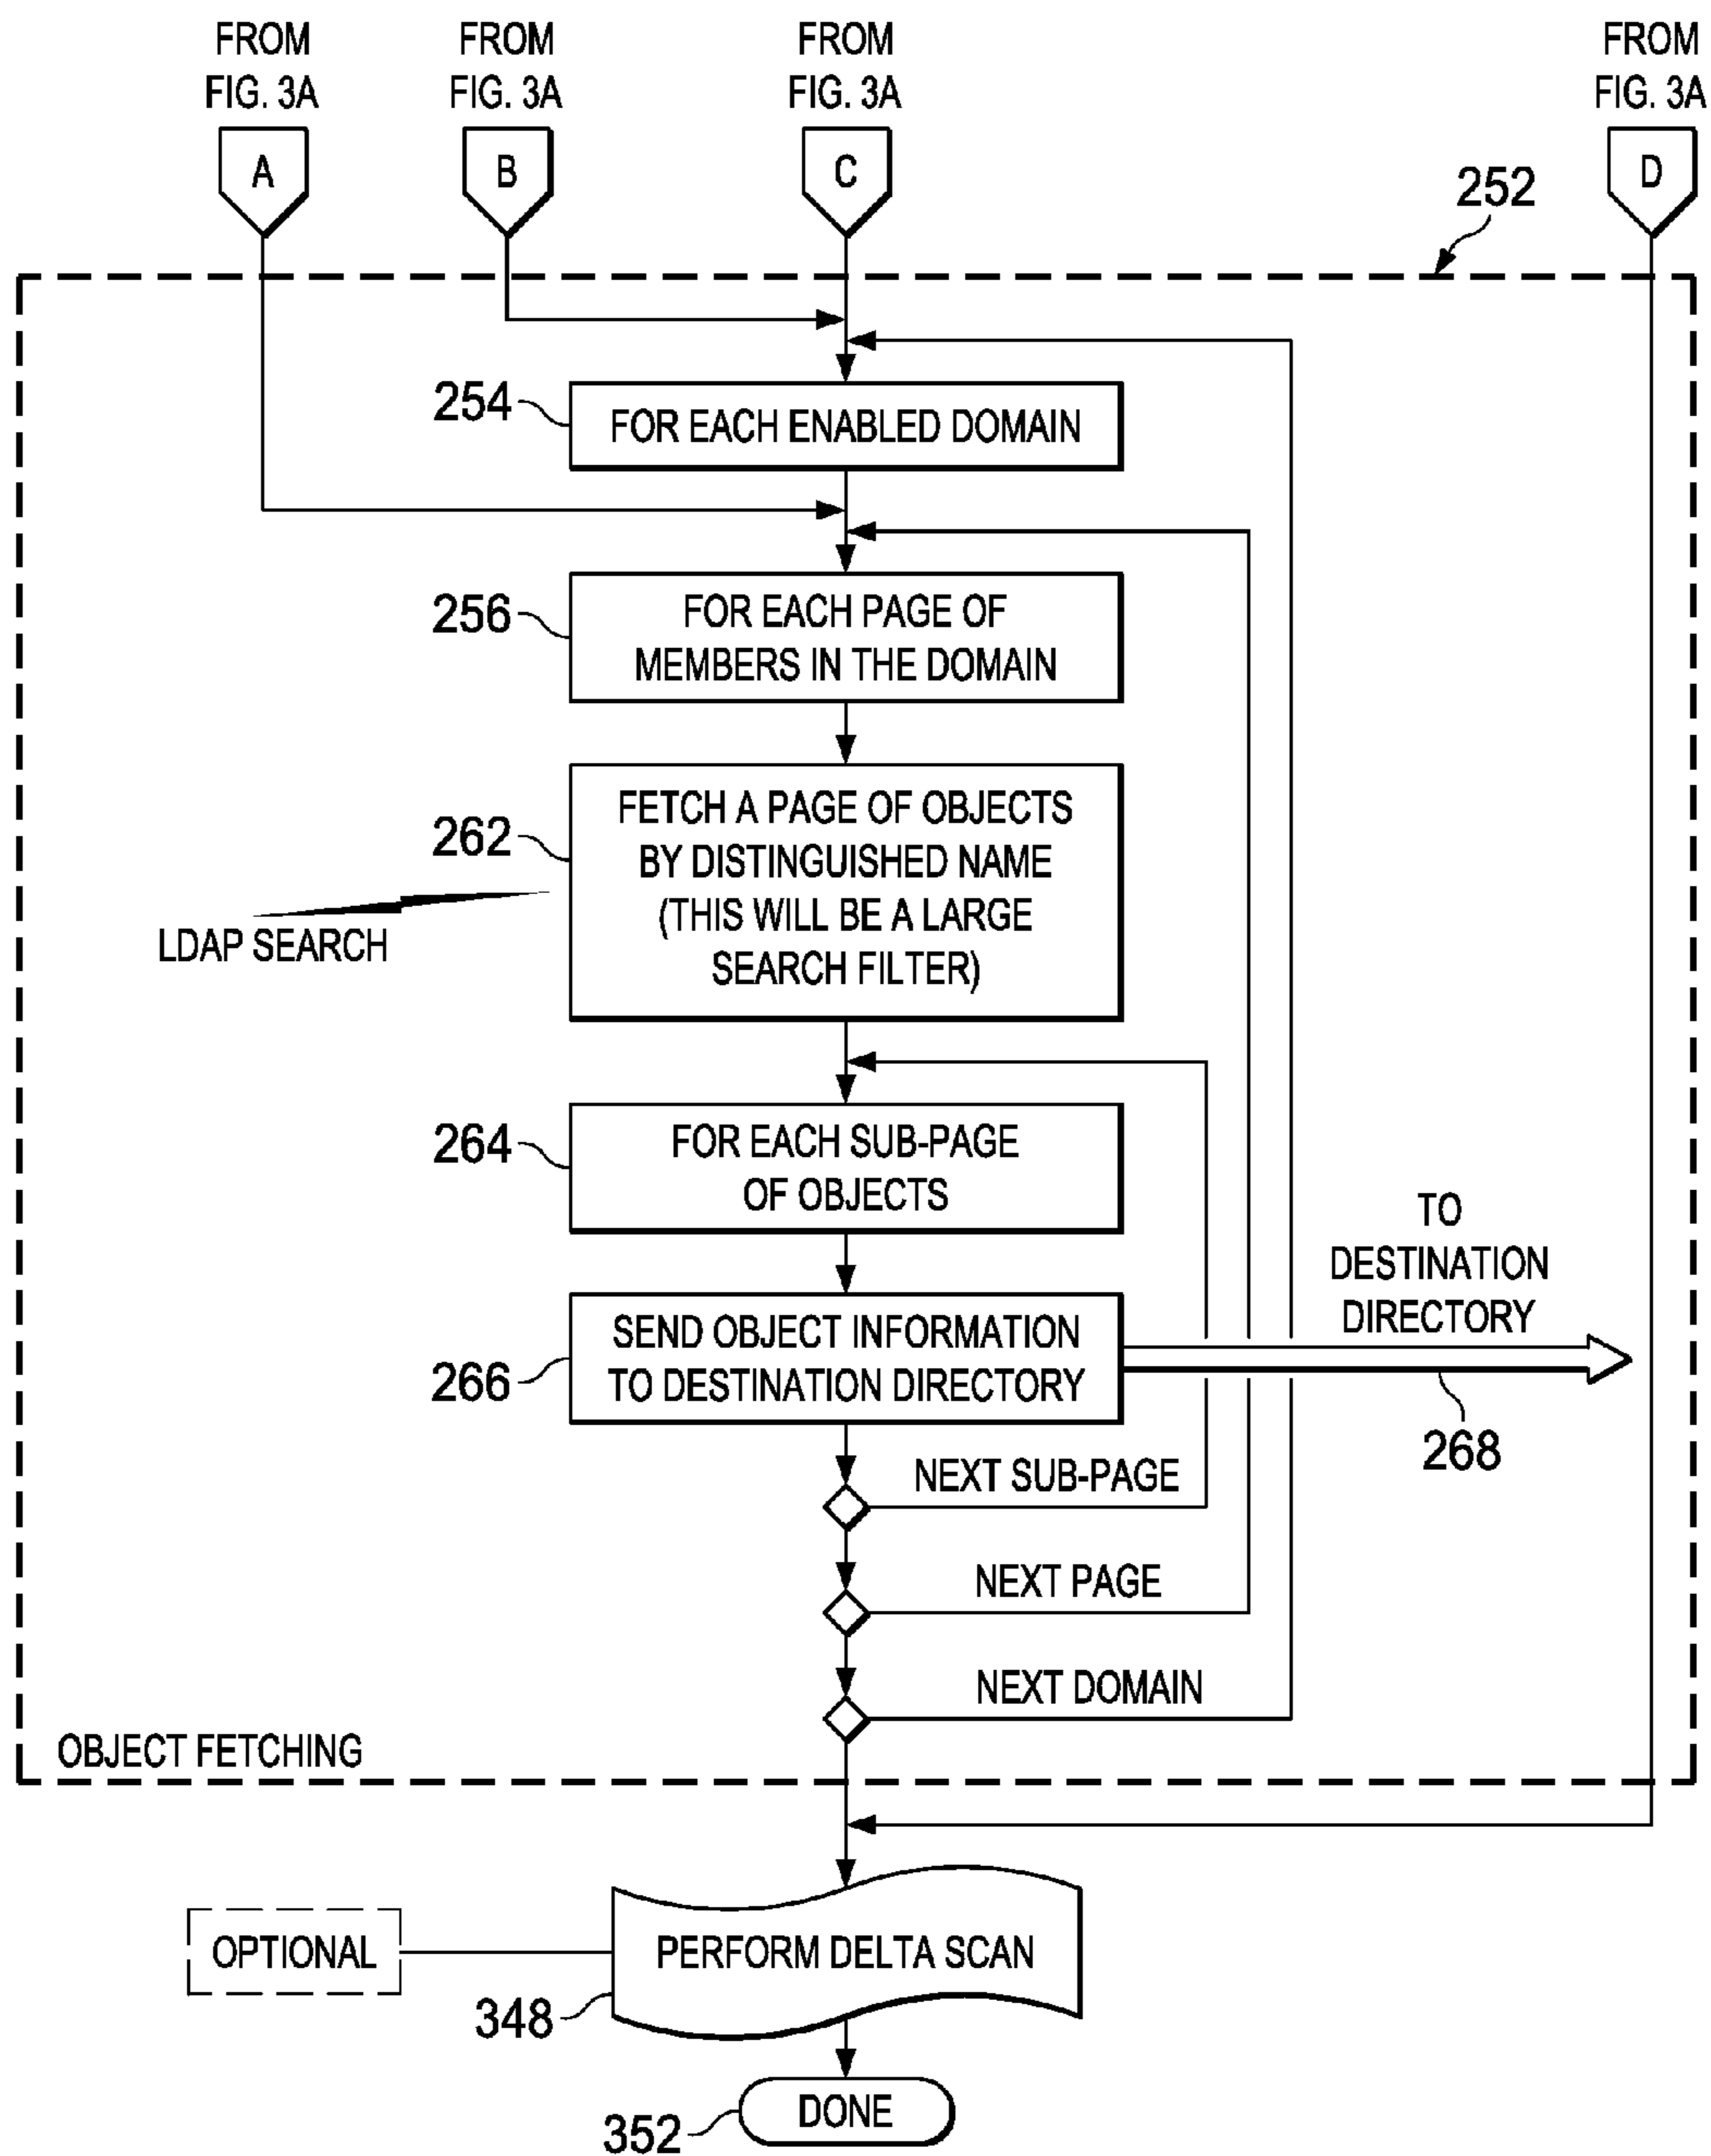 FROM
FIG. 3A
FROM
FIG. 3A
FROM
FIG. 3A
FROM
FIG. 3A
A
B
C
D
252
254
FOR EACH ENABLED DOMAIN
256
FOR EACH PAGE OF
MEMBERS IN THE DOMAIN
262
FETCH A PAGE OF OBJECTS
BY DISTINGUISHED NAME
(THIS WILL BE A LARGE
SEARCH FILTER)
LDAP SEARCH
264
FOR EACH SUB-PAGE
OF OBJECTS
TO
DESTINATION
DIRECTORY
266
SEND OBJECT INFORMATION
TO DESTINATION DIRECTORY
268
NEXT SUB-PAGE
NEXT PAGE
NEXT DOMAIN
OBJECT FETCHING
OPTIONAL
PERFORM DELTA SCAN
348
DONE
352